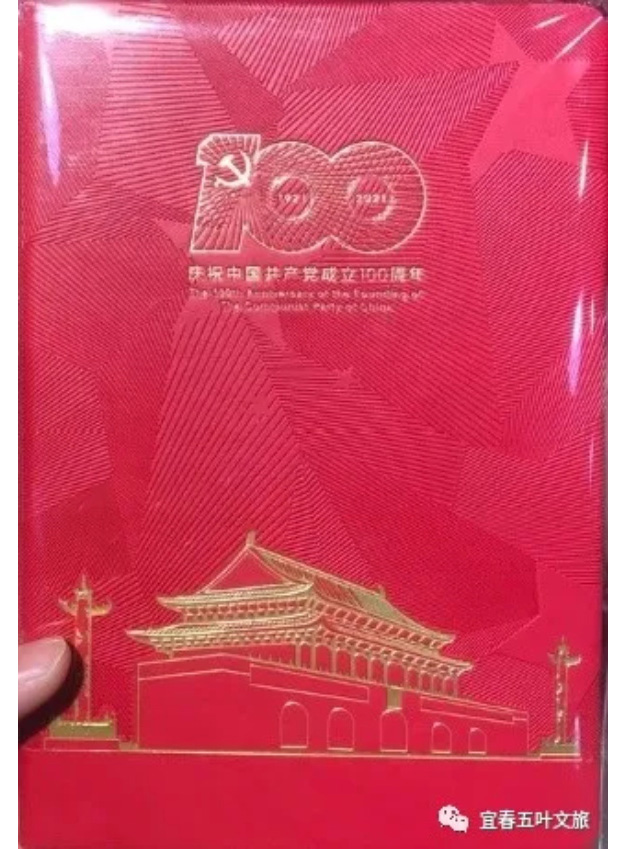 100
1921
2021
庆祝中国共产党成立100周年
The 100th Anniversary of the Founding of
The Communist Party of China
宜春五叶文旅